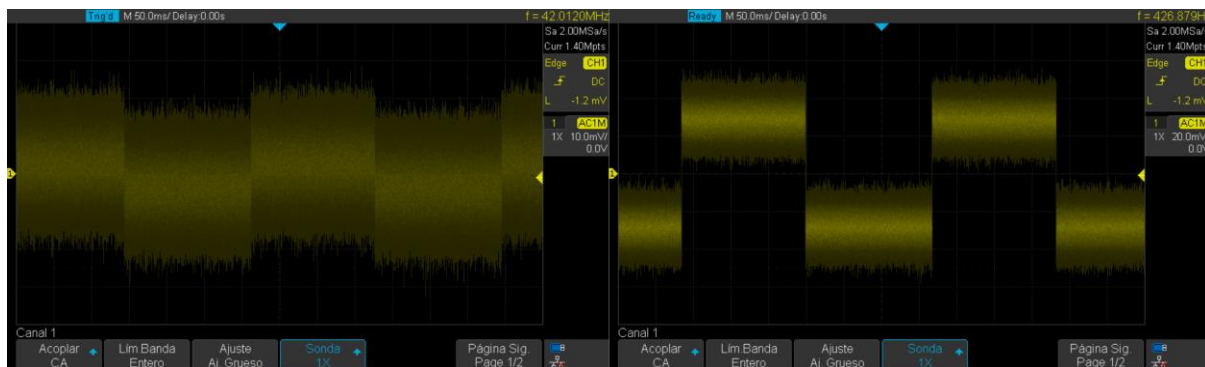 Trig'd M 50.0ms/ Delay:0.00s f = 42.0120MHz
Sa 2.00MSa/s
Curr 1.40Mpts
Edge CH1
DC
L -1.2 mV
1 AC1M
1X 10.0mV/
0.0V
1
Canal 1
Acoplar
CA
Lím.Banda
Entero
Ajuste
Aj. Grueso
Sonda
1X
Página Sig.
Page 1/2
Ready M 50.0ms/ Delay:0.00s f = 426.879H
Sa 2.00MSa/
Curr 1.40Mpts
Edge CH1
DC
L -1.2 mV
1 AC1M
1X 20.0mV/
0.0V
1
Canal 1
Acoplar
CA
Lím.Banda
Entero
Ajuste
Aj. Grueso
Sonda
1X
Página Sig.
Page 1/2